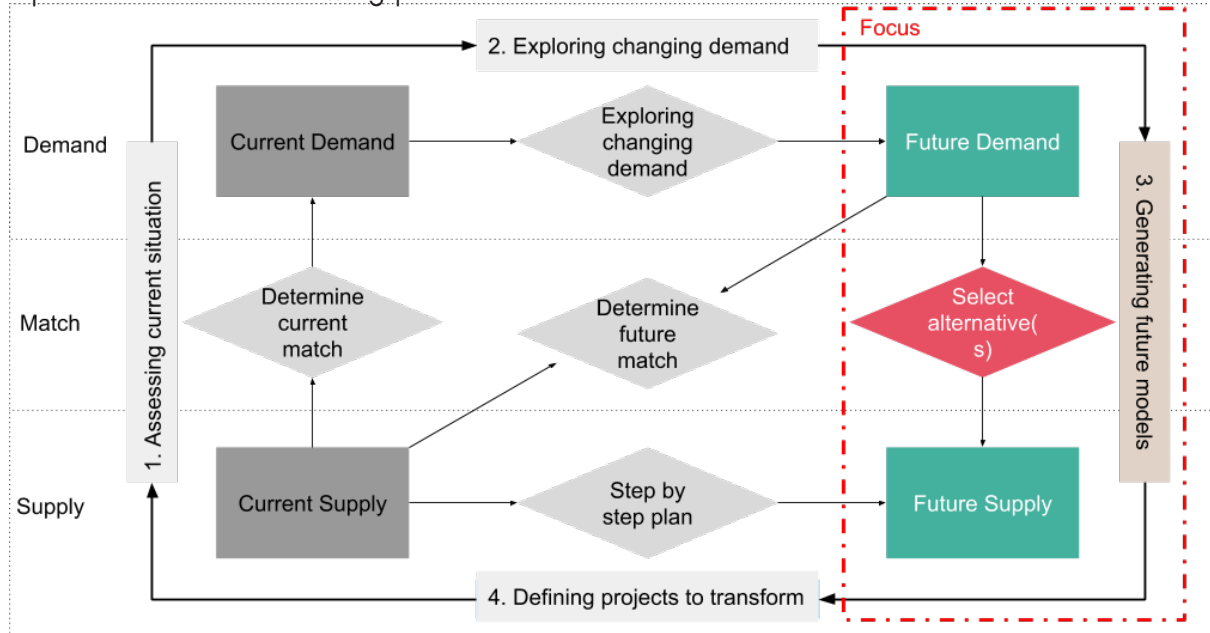 2. Exploring changing demand
Focus
Demand
Current Demand
Exploring
changing
demand
Future Demand
1. Assessing current situation
3. Generating future models
Match
Determine
current
match
Determine
future
match
Select
alternative(
s)
Supply
Current Supply
Step by
step plan
Future Supply
4. Defining projects to transform